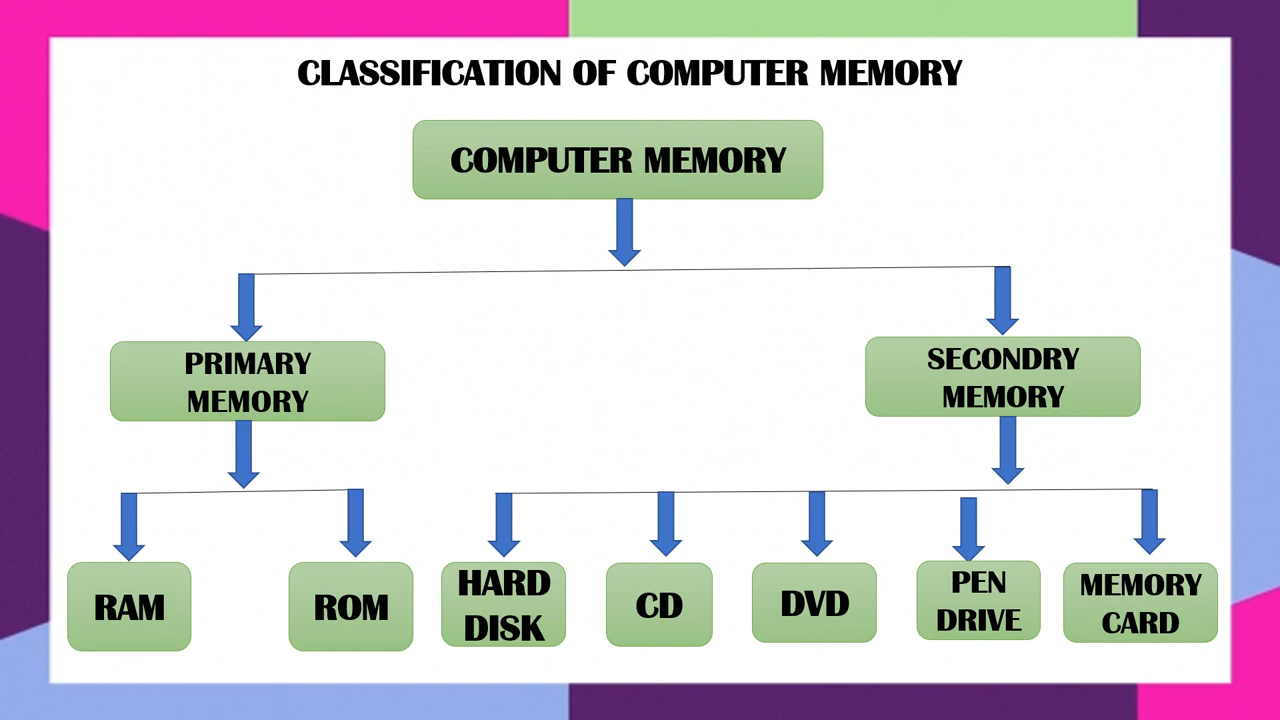 CLASSIFICATION OF COMPUTER MEMORY
COMPUTER MEMORY
PRIMARY
MEMORY
SECONDRY
MEMORY
RAM
ROM
HARD
DISK
CD
DVD
PEN
DRIVE
MEMORY
CARD